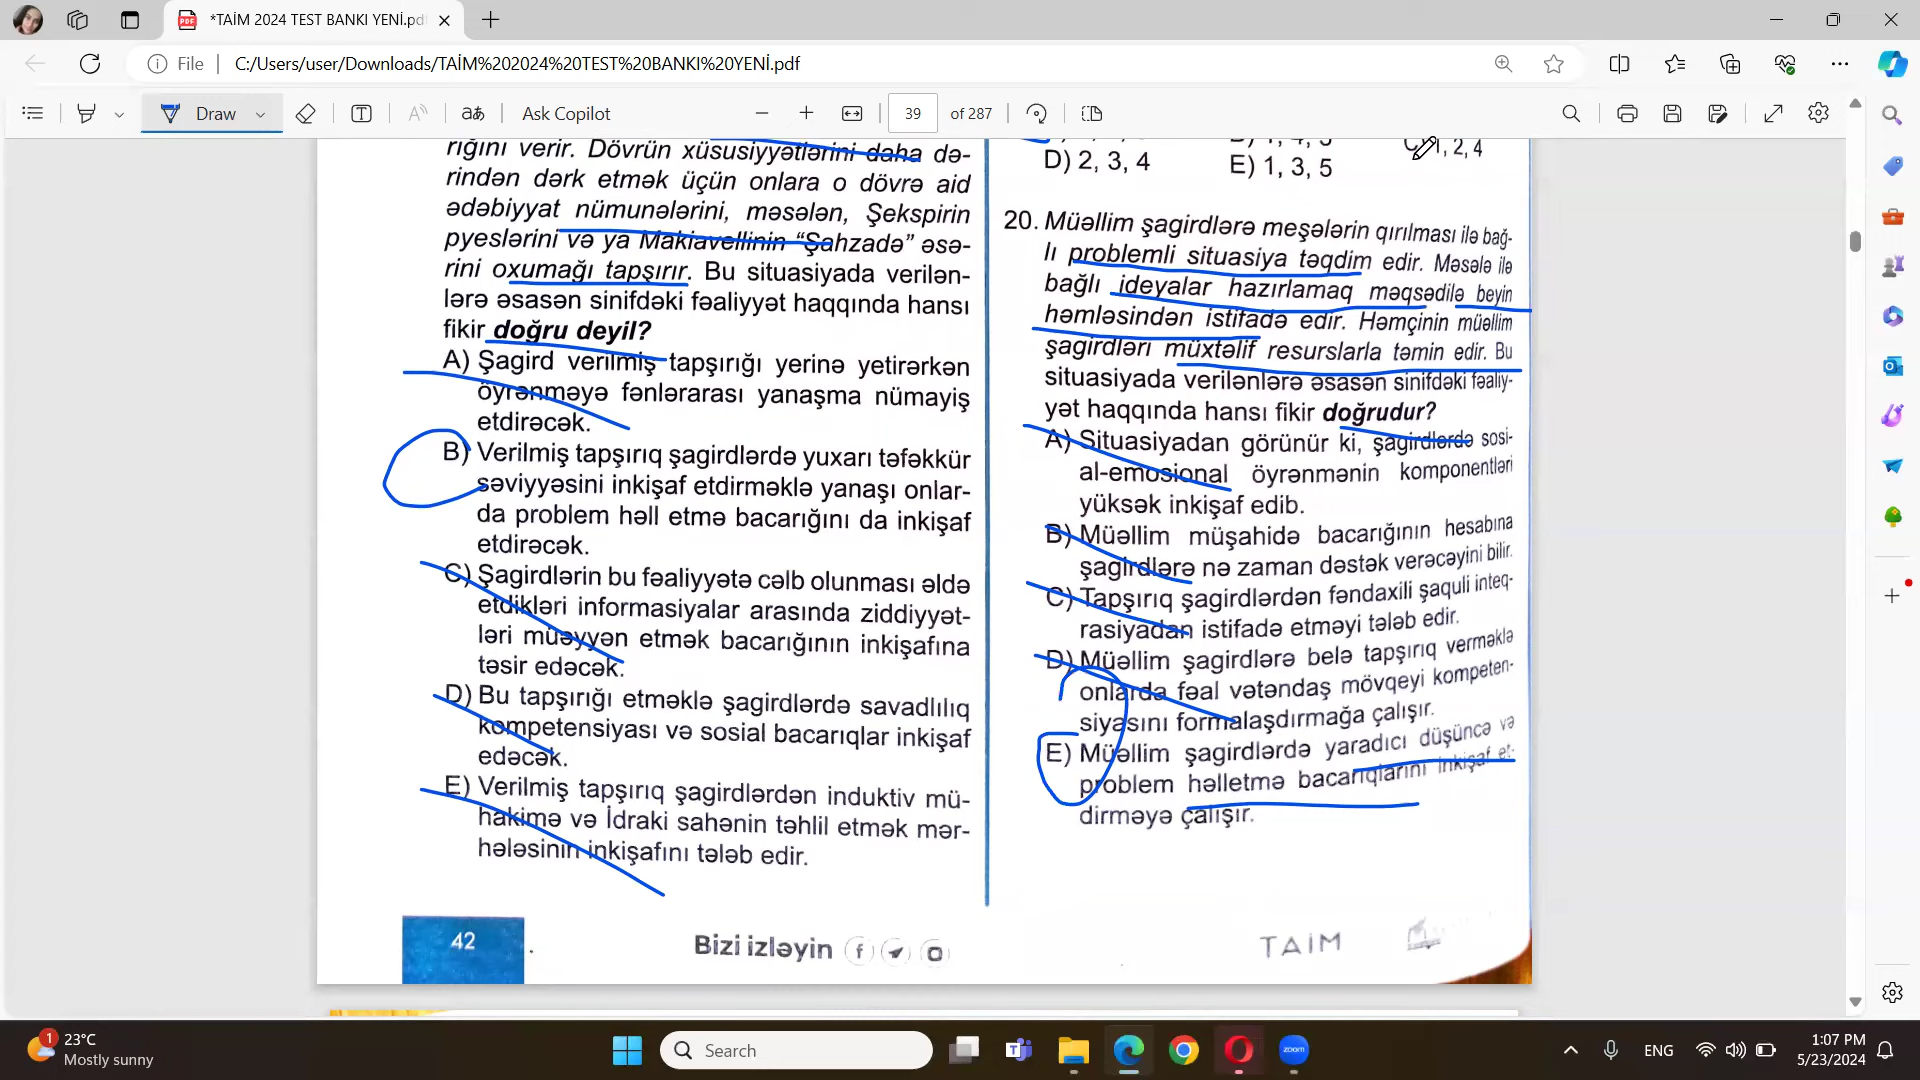 *TAİM 2024 TEST BANKI YENİ.pdf
File
C:/Users/user/Downloads/TAİM%202024%20TEST%20BANKI%20YENİ.pdf
Draw
Ask Copilot
39 of 287
rığını verir. Dövrün xüsusiyyətlərini daha də-
rindən dərk etmək üçün onlara o dövrə aid
ədəbiyyat nümunələrini, məsələn, Şekspirin
pyeslərini və ya Makiavellinin “Şahzadə” əsə-
rini oxumağı tapşırır. Bu situasiyada verilən-
lərə əsasən sinifdəki fəaliyyət haqqında hansı
fikir doğru deyil?
A) Şagird verilmiş tapşırığı yerinə yetirərkən
öyrənməyə fənlərarası yanaşma nümayiş
etdirəcək.
B) Verilmiş tapşırıq şagirdlərdə yuxarı təfəkkür
səviyyəsini inkişaf etdirməklə yanaşı onlar-
da problem həll etmə bacarığını da inkişaf
etdirəcək.
C) Şagirdlərin bu fəaliyyətə cəlb olunması əldə
etdikləri informasiyalar arasında ziddiyyət-
ləri müəyyən etmək bacarığının inkişafına
təsir edəcək.
D) Bu tapşırığı etməklə şagirdlərdə savadlılıq
kompetensiyası və sosial bacarıqlar inkişaf
edəcək.
E) Verilmiş tapşırıq şagirdlərdən induktiv mü-
hakimə və İdraki sahənin təhlil etmək mər-
hələsinin inkişafını tələb edir.
1, 2, 4
D) 2, 3, 4 E) 1, 3, 5
20. Müəllim şagirdlərə meşələrin qırılması ilə bağ-
lı problemli situasiya təqdim edir. Məsələ ilə
bağlı ideyalar hazırlamaq məqsədilə beyin
həmləsindən istifadə edir. Həmçinin müəllim
şagirdləri müxtəlif resurslarla təmin edir. Bu
situasiyada verilənlərə əsasən sinifdəki fəaliy-
yət haqqında hansı fikir doğrudur?
A) Situasiyadan görünür ki, şagirdlərdə sosi-
al-emosional öyrənmənin komponentləri
yüksək inkişaf edib.
B) Müəllim müşahidə bacarığının hesabına
şagirdlərə nə zaman dəstək verəcəyini bilir.
C) Tapşırıq şagirdlərdən fəndaxili şaquli inteq-
rasiyadan istifadə etməyi tələb edir.
D) Müəllim şagirdlərə belə tapşırıq verməklə
onlarda fəal vətəndaş mövqeyi kompeten-
siyasını formalaşdırmağa çalışır.
E) Müəllim şagirdlərdə yaradıcı düşüncə və
problem həlletmə bacarıqlarını inkişaf et-
dirməyə çalışır.
42
Bizi izləyin
TAİM
1
23°C
Mostly sunny
Search
zoom
ENG
1:07 PM
5/23/2024